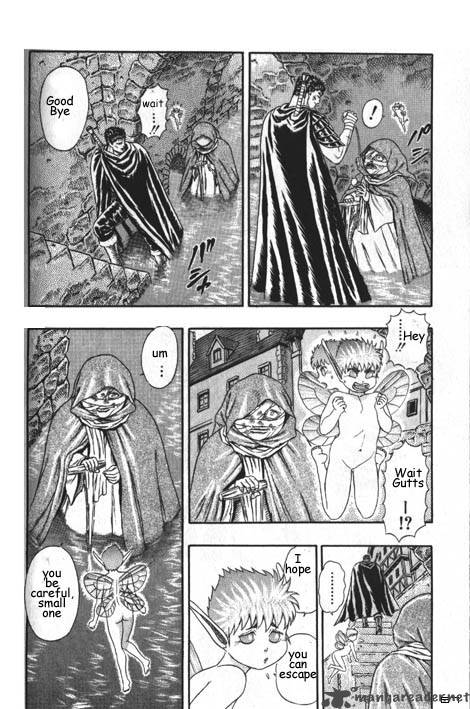 !
wait
...!!
Good
Bye
......!!
Hey
Wait
Gutts
—
!?
......
I
hope
you
can
escape
um
...
you
be
careful,
small
one
mangareader.net